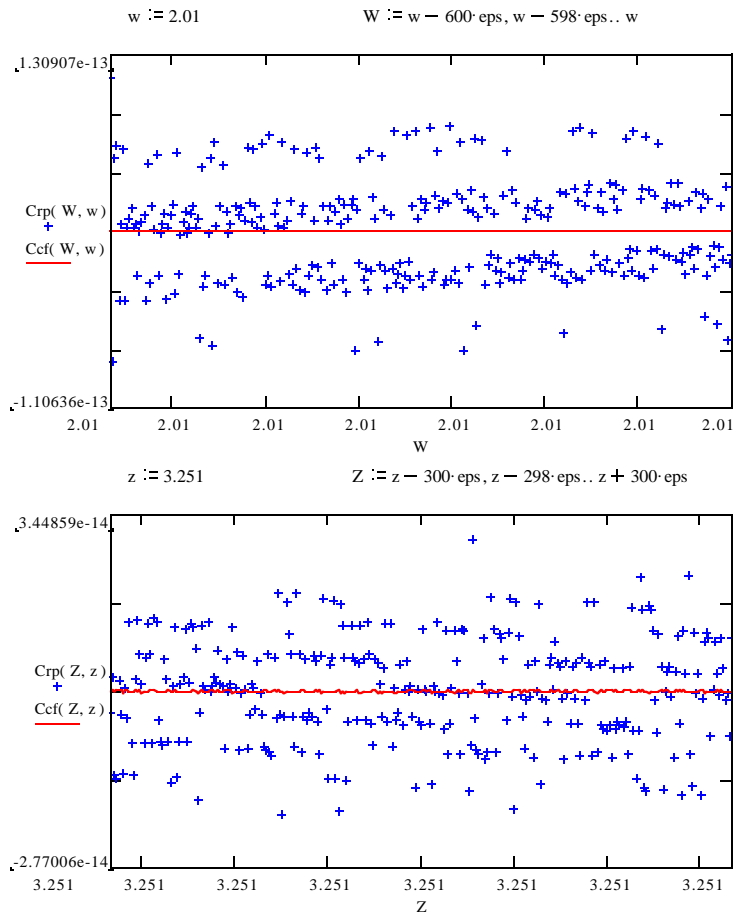 w := 2.01 W := w − 600·eps, w − 598·eps.. w
1.30907e-13
Crp( W, w)
Ccf( W, w)
-1.10636e-13
2.01 2.01 2.01 2.01 2.01 2.01 2.01 2.01
W
z := 3.251 Z := z − 300·eps, z − 298·eps.. z + 300·eps
3.44859e-14
Crp( Z, z)
Ccf( Z, z)
-2.77006e-14
3.251 3.251 3.251 3.251 3.251 3.251 3.251 3.251
Z